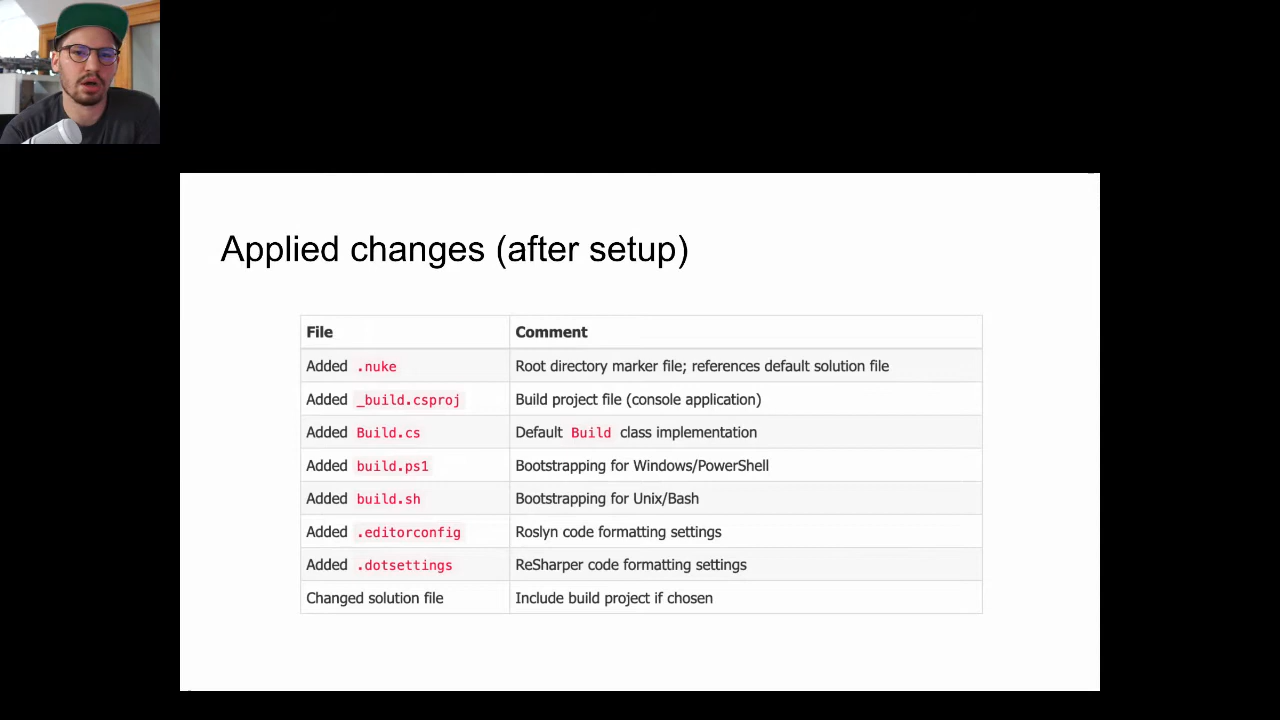 Applied changes (after setup)
File Comment
Added .nuke Root directory marker file; references default solution file
Added _build.csproj Build project file (console application)
Added Build.cs Default Build class implementation
Added build.ps1 Bootstrapping for Windows/PowerShell
Added build.sh Bootstrapping for Unix/Bash
Added .editorconfig Roslyn code formatting settings
Added .dotsettings ReSharper code formatting settings
Changed solution file Include build project if chosen